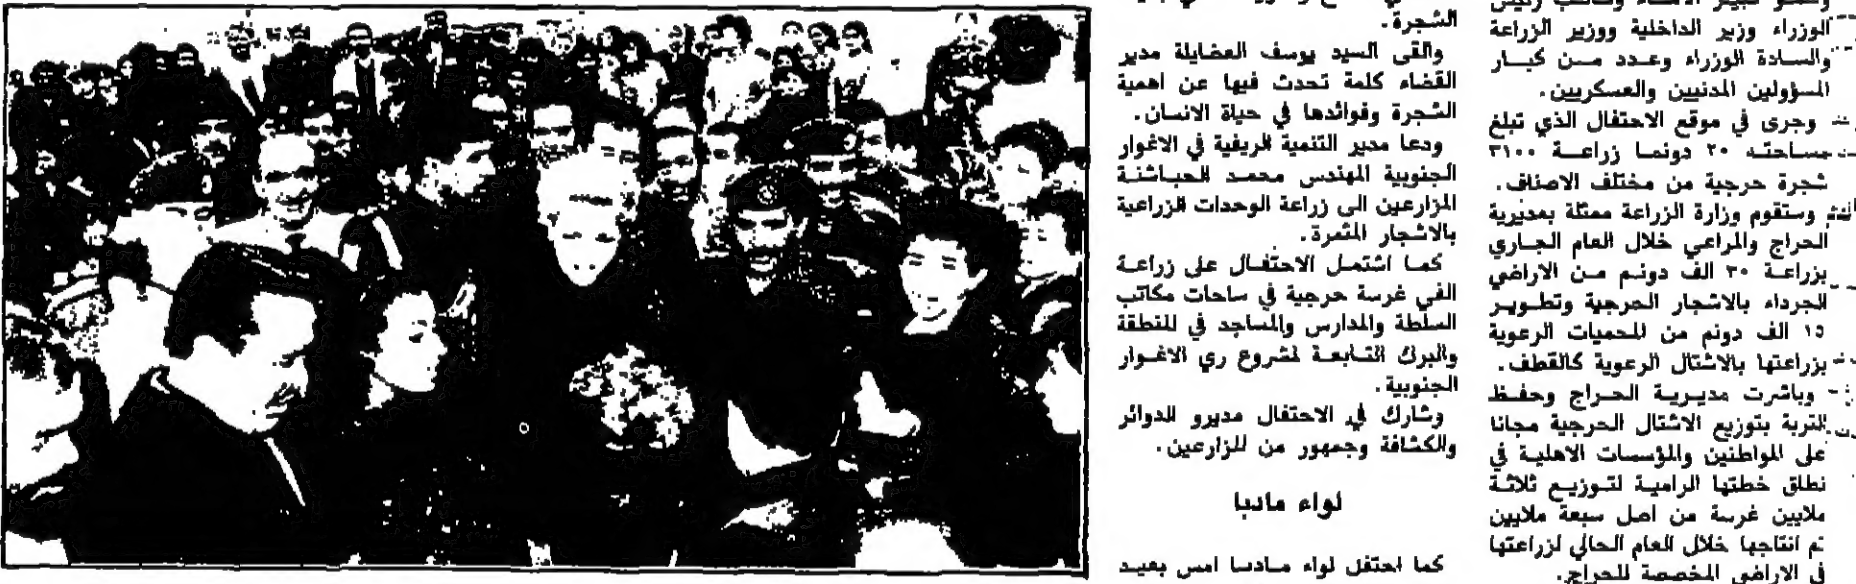 الوزراء وزير الداخلية ووزير الزراعة
والسادة الوزراء وعدد من كبار
المسؤولين المدنيين والعسكريين.
وجرى في موقع الاحتفال الذي تبلغ
مساحته ٢٠ دونما زراعة ٣١٠٠
شجرة حرجية من مختلف الاصناف.
وستقوم وزارة الزراعة ممثلة بمديرية
الحراج والمراعي خلال العام الجاري
بزراعة ٣٠ الف دونم من الاراضي
الجرداء بالاشجار الحرجية وتطوير
١٥ الف دونم من المحميات الرعوية
بزراعتها بالاشتال الرعوية كالقطف.
وباشرت مديرية الحراج وحفظ
التربة بتوزيع الاشتال الحرجية مجانا
على المواطنين والمؤسسات الاهلية في
نطاق خطتها الرامية لتوزيع ثلاثة
ملايين غرسة من اصل سبعة ملايين
تم انتاجها خلال العام الحالي لزراعتها
في الاراضي المخصصة للحراج.
الشجرة.
والقى السيد يوسف العضايلة مدير
القضاء كلمة تحدث فيها عن اهمية
الشجرة وفوائدها في حياة الانسان.
ودعا مدير التنمية الريفية في الاغوار
الجنوبية المهندس محمد الحباشنة
المزارعين الى زراعة الوحدات الزراعية
بالاشجار المثمرة.
كما اشتمل الاحتفال على زراعة
الفي غرسة حرجية في ساحات مكاتب
السلطة والمدارس والمساجد في المنطقة
والبرك التابعة لمشروع ري الاغوار
الجنوبية.
وشارك في الاحتفال مديرو الدوائر
والكشافة وجمهور من المزارعين.
لواء مادبا
كما احتفل لواء مادبا امس بعيد